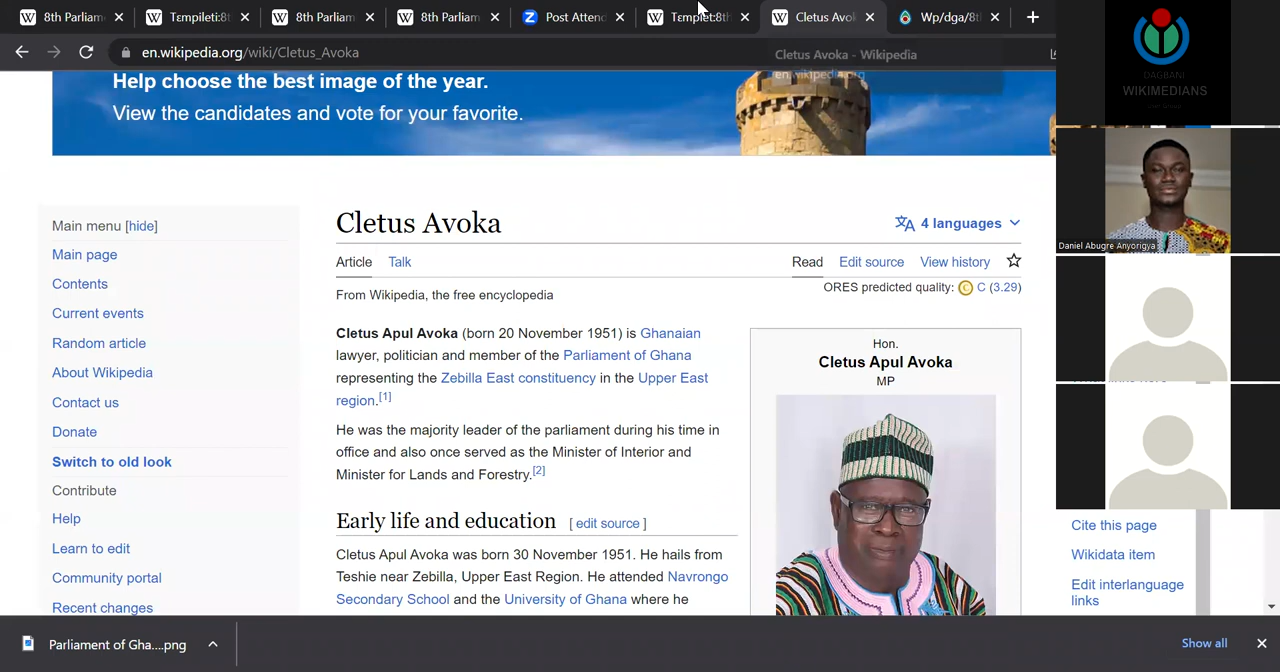 8th Parliam
Tɛmpileti:8t
8th Parliam
8th Parliam
Post Attend
Tɛmplet:8th
Cletus Avok
Wp/dga/8t
en.wikipedia.org/wiki/Cletus_Avoka
Cletus Avoka - Wikipedia
en.wikipedia.org
Help choose the best image of the year.
View the candidates and vote for your favorite.
DAGBANI
WIKIMEDIANS
Daniel Abugre Anyorigya
Main menu [hide]
Main page
Contents
Current events
Random article
About Wikipedia
Contact us
Donate
Switch to old look
Contribute
Help
Learn to edit
Community portal
Recent changes
Cletus Avoka
4 languages
Article Talk
Read Edit source View history
From Wikipedia, the free encyclopedia
ORES predicted quality: C C (3.29)
Cletus Apul Avoka (born 20 November 1951) is Ghanaian
lawyer, politician and member of the Parliament of Ghana
representing the Zebilla East constituency in the Upper East
region.[1]
He was the majority leader of the parliament during his time in
office and also once served as the Minister of Interior and
Minister for Lands and Forestry.[2]
Early life and education [ edit source ]
Cletus Apul Avoka was born 30 November 1951. He hails from
Teshie near Zebilla, Upper East Region. He attended Navrongo
Secondary School and the University of Ghana where he
Hon.
Cletus Apul Avoka
MP
Cite this page
Wikidata item
Edit interlanguage
links
Parliament of Gha....png
Show all